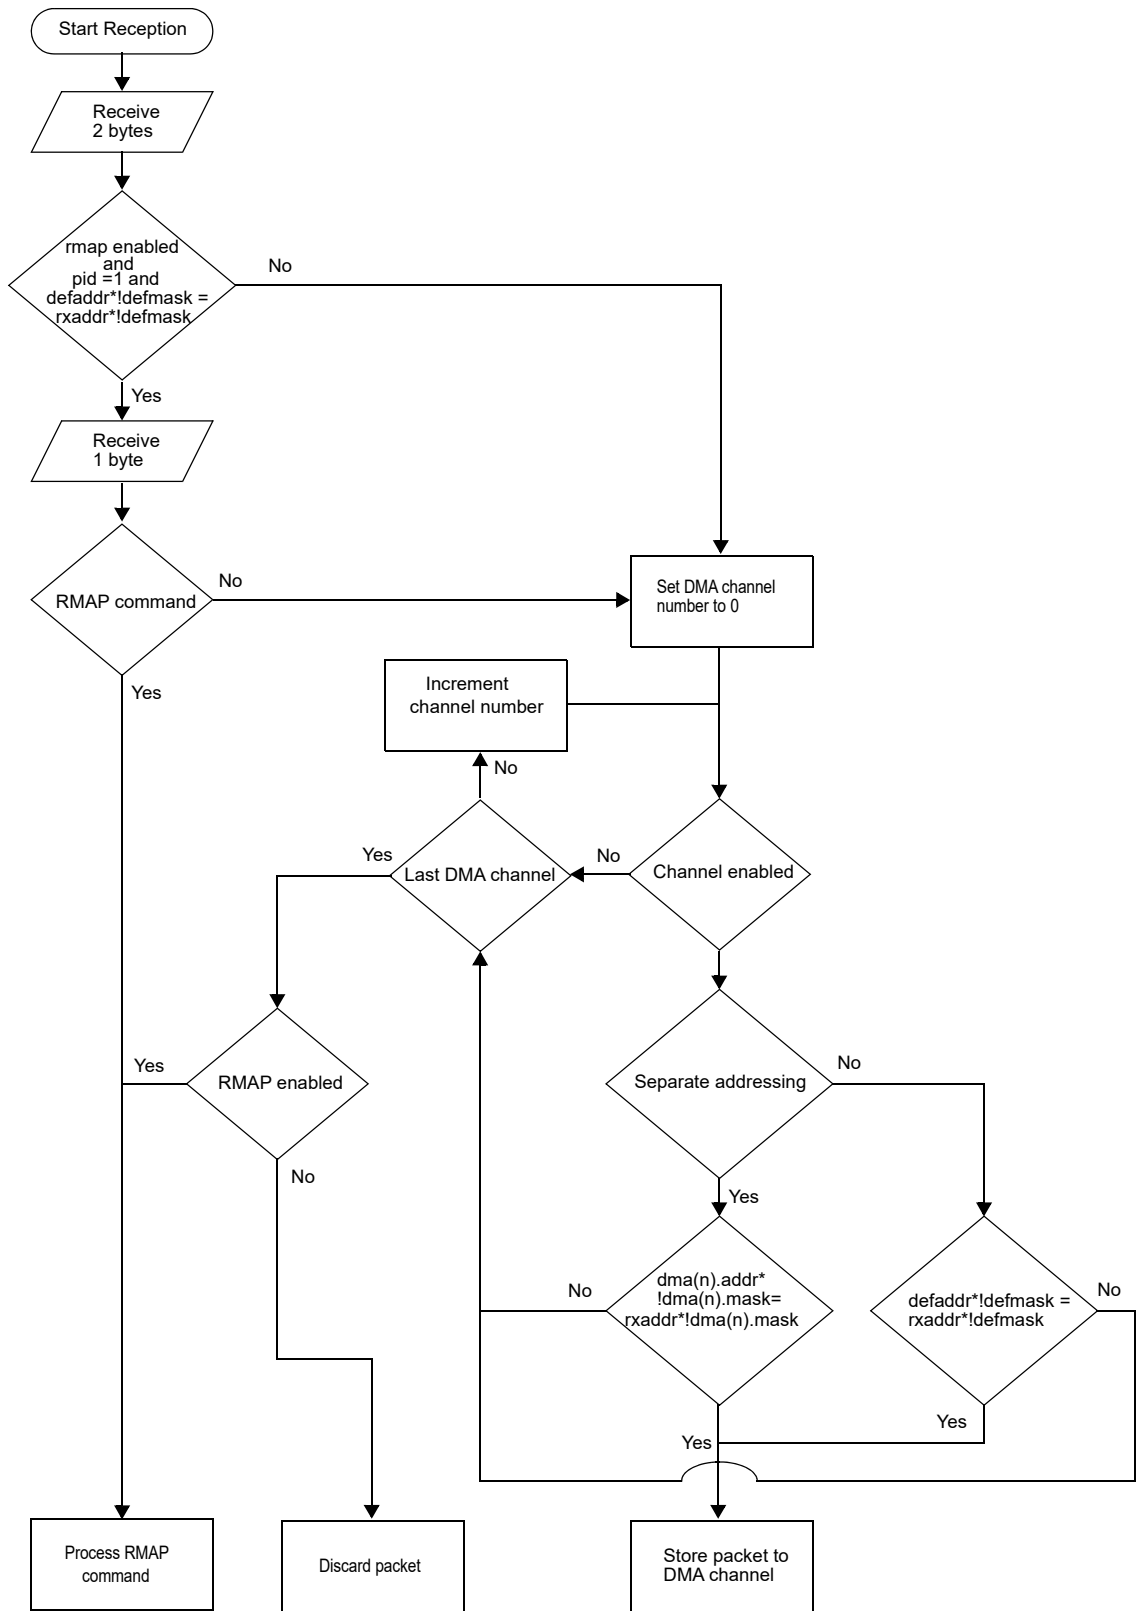 Start Reception
Receive
2 bytes
rmap enabled
and
pid =1 and
defaddr*!defmask =
rxaddr*!defmask
No
Yes
Receive
1 byte
RMAP command
No
Yes
Set DMA channel
number to 0
Increment
channel number
No
Last DMA channel
Yes
No
Channel enabled
RMAP enabled
Yes
No
Separate addressing
No
Yes
dma(n).addr*
!dma(n).mask=
rxaddr*!dma(n).mask
No
Yes
defaddr*!defmask =
rxaddr*!defmask
No
Yes
Process RMAP
command
Discard packet
Store packet to
DMA channel